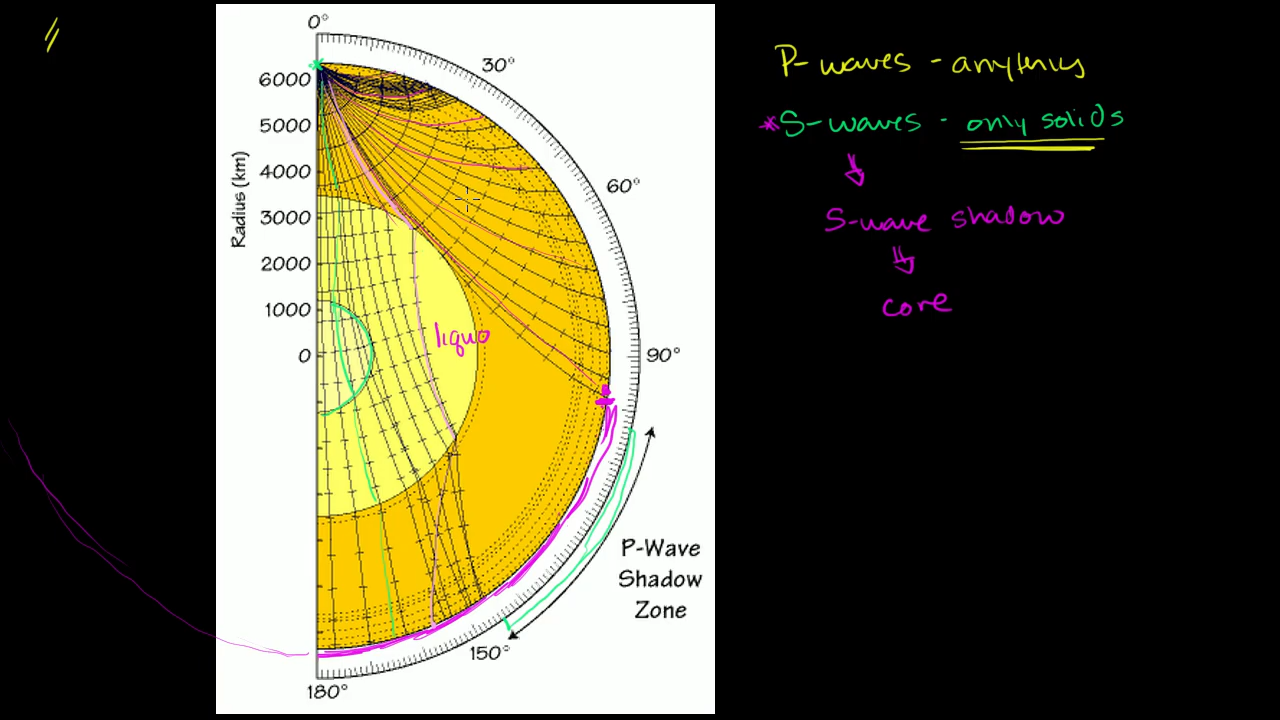 0°
30°
60°
90°
150°
180°
6000
5000
4000
3000
2000
1000
0
Radius (km)
liquid
P-Wave
Shadow
Zone
P-waves - anything
*S-waves - only solids
S-wave shadow
core